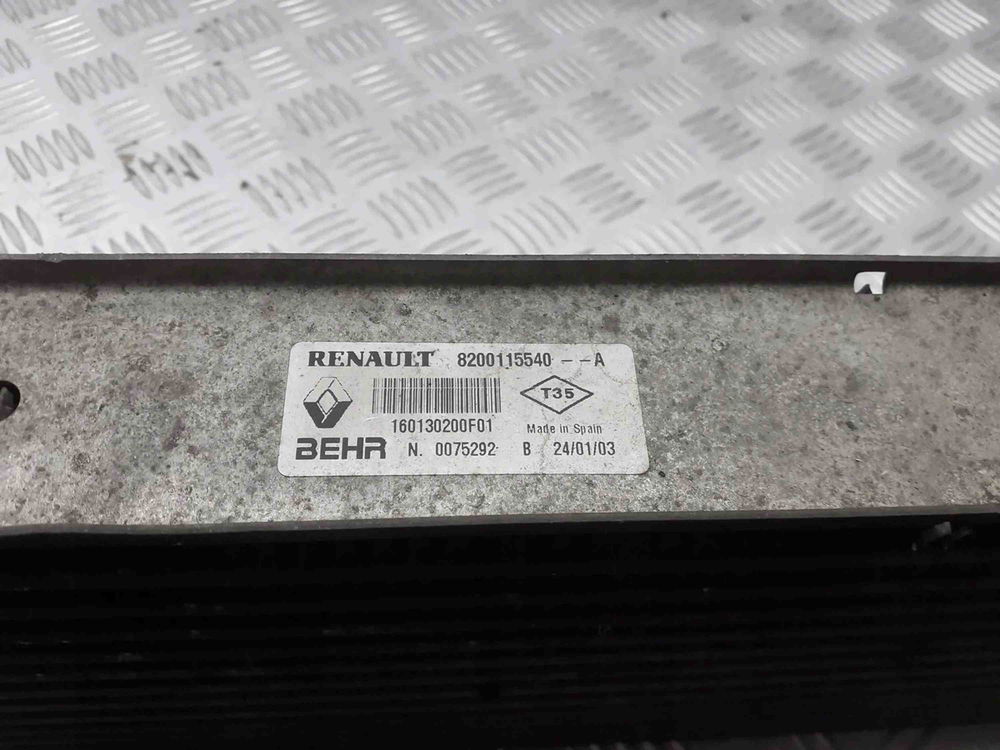 RENAULT 8200115540 - - A
T35
160130200F01
Made in Spain
BEHR N. 0075292 B 24/01/03